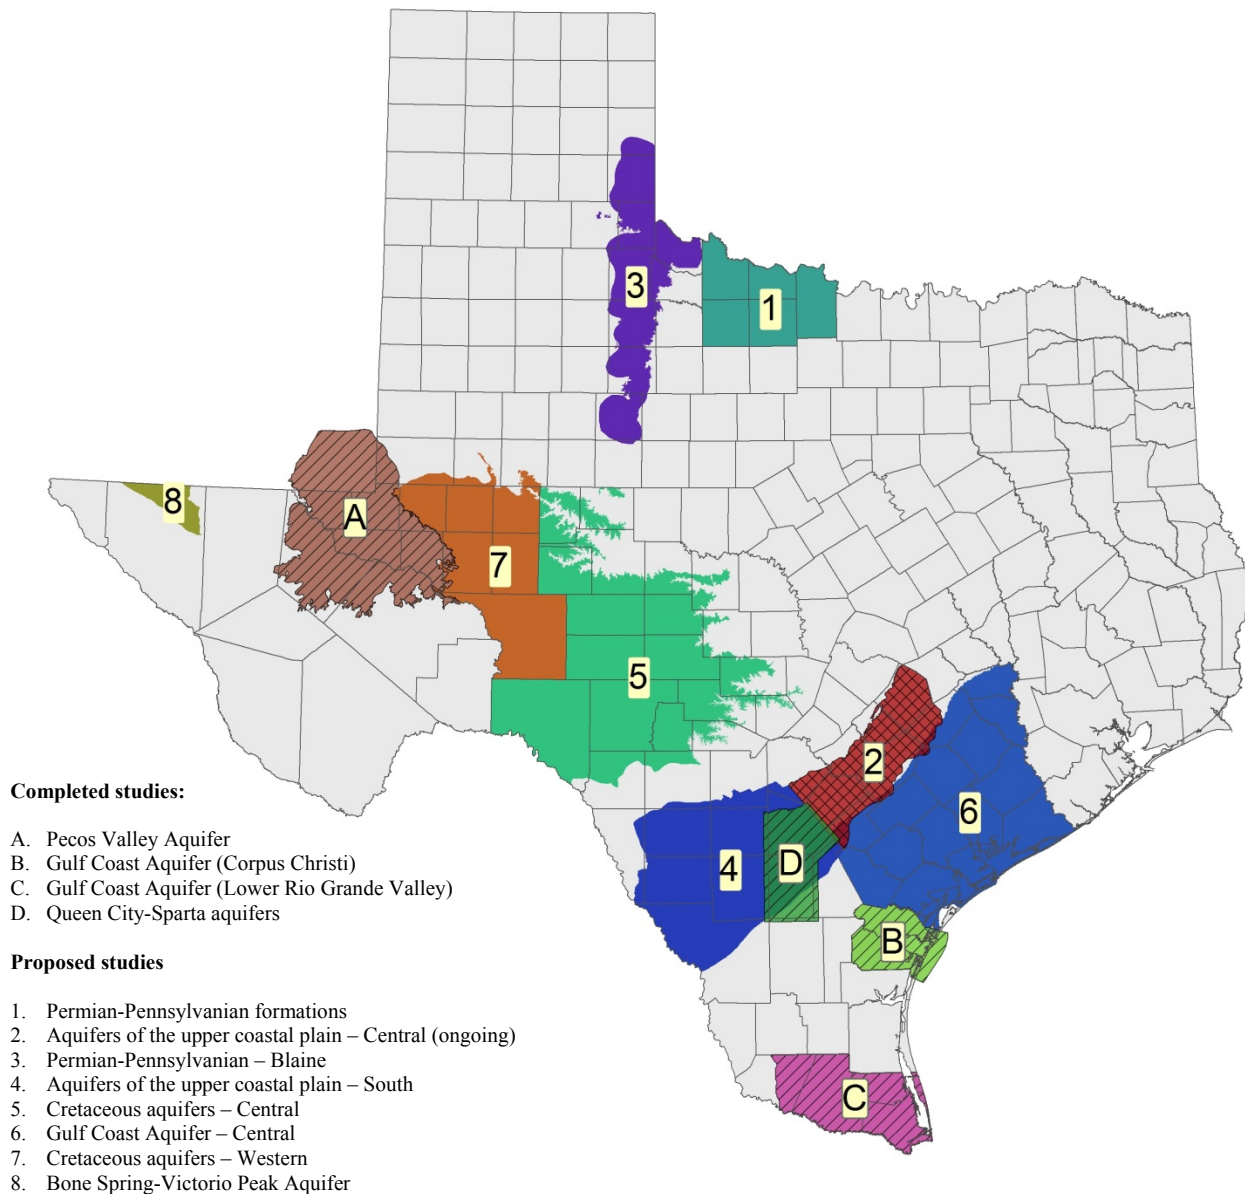 3
1
8
A
7
5
2
6
4
D
B
C
Completed studies:
A. Pecos Valley Aquifer
B. Gulf Coast Aquifer (Corpus Christi)
C. Gulf Coast Aquifer (Lower Rio Grande Valley)
D. Queen City-Sparta aquifers
Proposed studies
1. Permian-Pennsylvanian formations
2. Aquifers of the upper coastal plain – Central (ongoing)
3. Permian-Pennsylvanian – Blaine
4. Aquifers of the upper coastal plain – South
5. Cretaceous aquifers – Central
6. Gulf Coast Aquifer – Central
7. Cretaceous aquifers – Western
8. Bone Spring-Victorio Peak Aquifer